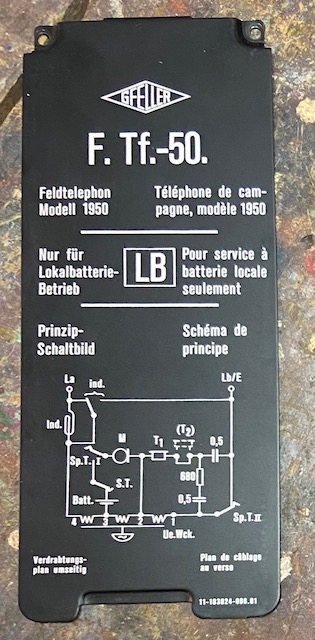 GFELLER
F. Tf.-50.
Feldtelephon
Modell 1950
Téléphone de cam-
pagne, modèle 1950
Nur für
Lokalbatterie-
Betrieb
LB
Pour service à
batterie locale
seulement
Prinzip-
Schaltbild
Schéma de
principe
La
ind.
Lb/E
Ind.
M
T1
(T2)
0,5
Sp.T. I
680
S.T.
Batt.
0,5
Sp.T. II
4 3 2 1
Ue.Wck.
Verdrahtungs-
plan umseitig
Plan de câblage
au verso
11-183824-006.01